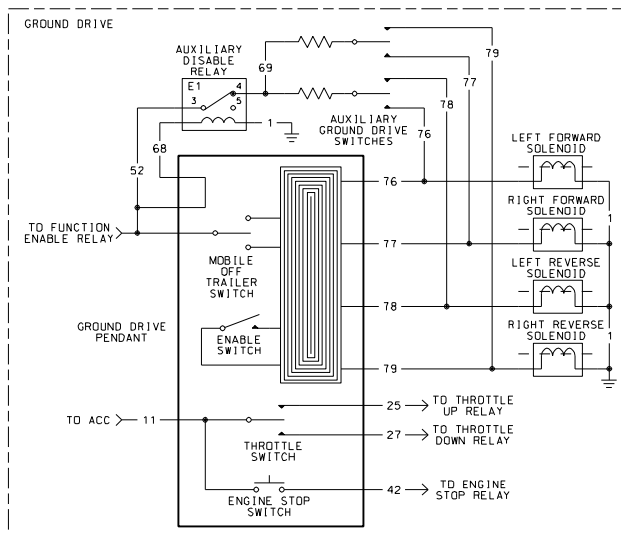 GROUND DRIVE
AUXILIARY
DISABLE
RELAY
E1
4
3
5
69
79
77
78
76
1
AUXILIARY
GROUND DRIVE
SWITCHES
68
52
LEFT FORWARD
SOLENOID
76
RIGHT FORWARD
SOLENOID
1
TO FUNCTION
ENABLE RELAY
77
MOBILE
OFF
TRAILER
SWITCH
LEFT REVERSE
SOLENOID
78
GROUND DRIVE
PENDANT
ENABLE
SWITCH
RIGHT REVERSE
SOLENOID
1
79
TO ACC
11
25
TO THROTTLE
UP RELAY
27
TO THROTTLE
DOWN RELAY
THROTTLE
SWITCH
42
TO ENGINE
STOP RELAY
ENGINE STOP
SWITCH